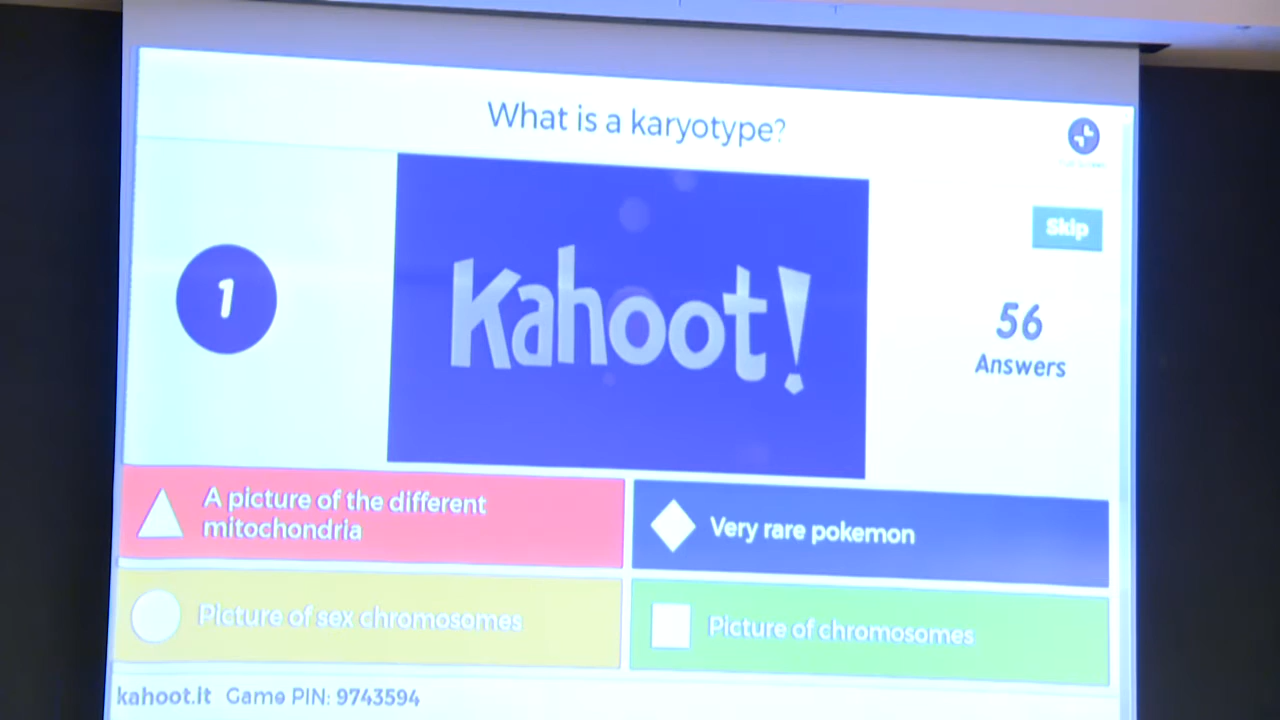 What is a karyotype?
Skip
1
Kahoot!
56
Answers
A picture of the different
mitochondria
Very rare pokemon
Picture of sex chromosomes
Picture of chromosomes
kahoot.it Game PIN: 9743594